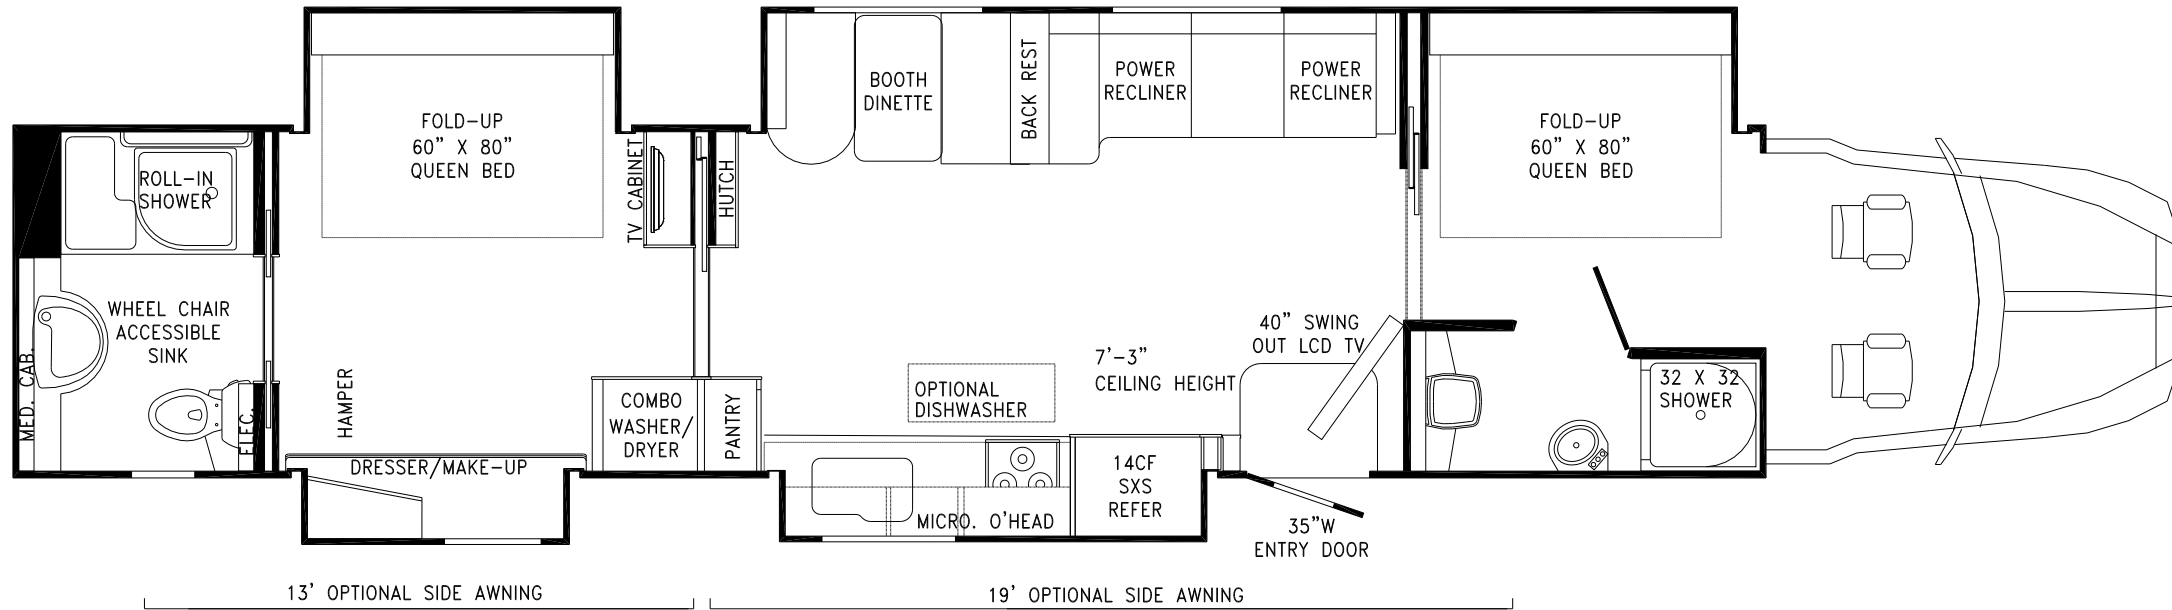 ROLL-IN
SHOWER
WHEEL CHAIR
ACCESSIBLE
SINK
MED. CAB.
ELEC.
FOLD-UP
60” X 80”
QUEEN BED
TV CABINET
HUTCH
HAMPER
DRESSER/MAKE-UP
COMBO
WASHER/
DRYER
PANTRY
BOOTH
DINETTE
BACK REST
POWER
RECLINER
POWER
RECLINER
OPTIONAL
DISHWASHER
7’-3”
CEILING HEIGHT
40” SWING
OUT LCD TV
MICRO. O’HEAD
14CF
SXS
REFER
35”W
ENTRY DOOR
FOLD-UP
60” X 80”
QUEEN BED
32 X 32
SHOWER
13’ OPTIONAL SIDE AWNING
19’ OPTIONAL SIDE AWNING